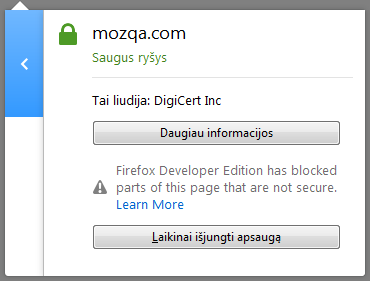 mozqa.com
Saugus ryšys
Tai liudija: DigiCert Inc
Daugiau informacijos
Firefox Developer Edition has blocked
parts of this page that are not secure.
Learn More
Laikinai išjungti apsaugą